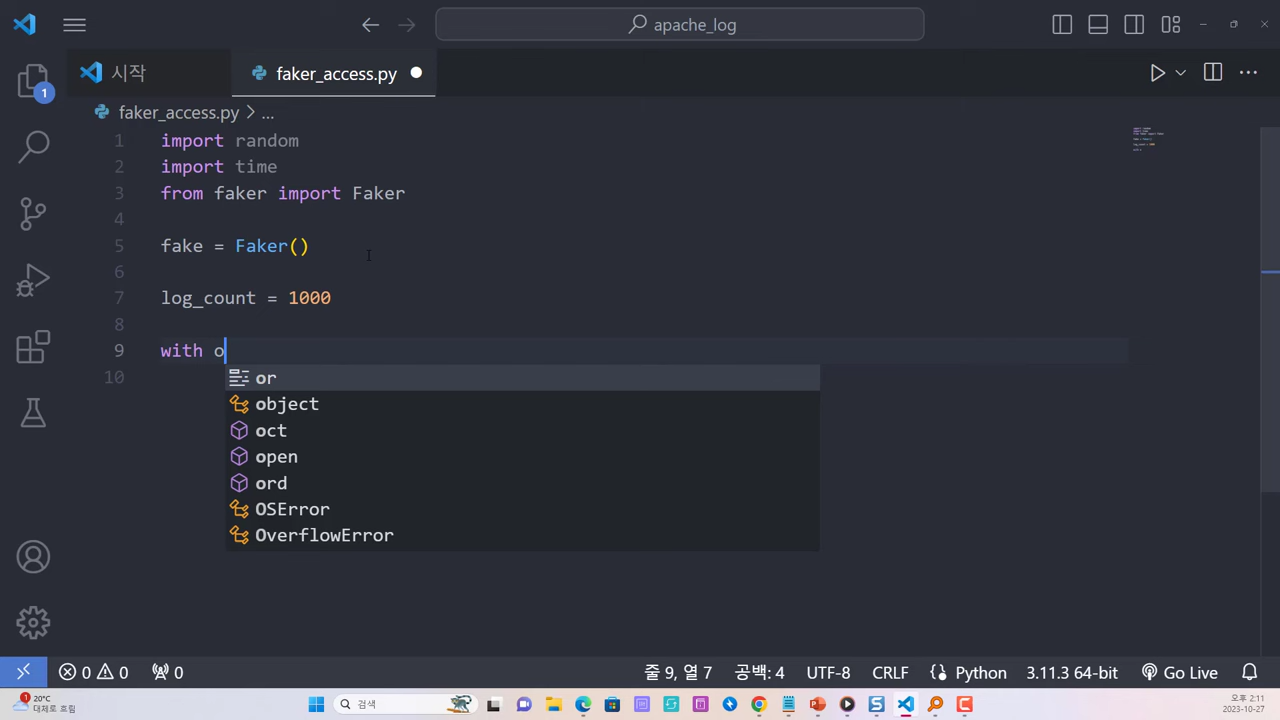 apache_log
시작
faker_access.py
faker_access.py > ...
1 import random
2 import time
3 from faker import Faker
4
5 fake = Faker()
6
7 log_count = 1000
8
9 with o
10
or
object
oct
open
ord
OSError
OverflowError
1
0 0 0
줄 9, 열 7
공백: 4
UTF-8
CRLF
Python
3.11.3 64-bit
Go Live
1
20°C
대체로 흐림
검색
오후 2:11
2023-10-27